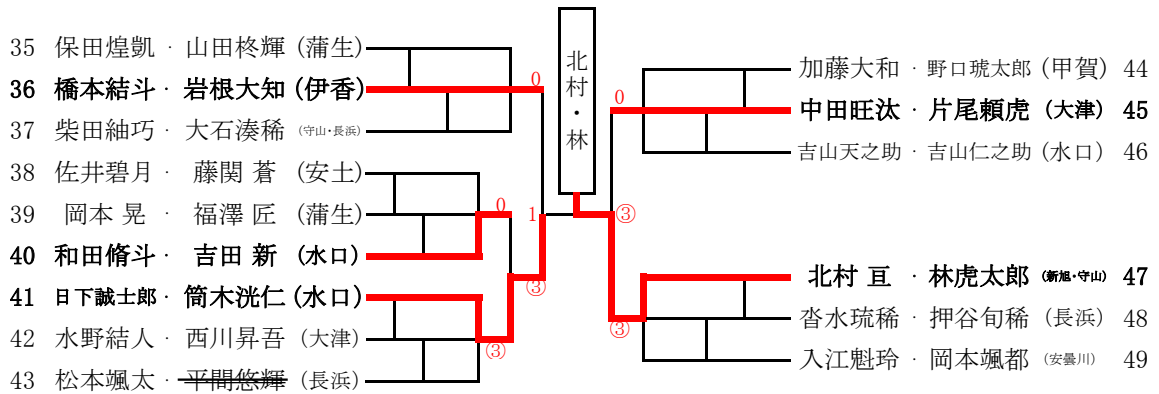 35 保田煌凱 · 山田柊輝 (蒲生)
36 橋本結斗 · 岩根大知 (伊香)
37 柴田紬巧 · 大石湊稀 (守山・長浜)
38 佐井碧月 · 藤関 蒼 (安土)
39 岡本 晃 · 福澤 匠 (蒲生)
40 和田脩斗 · 吉田 新 (水口)
41 日下誠士郎 · 筒木洸仁 (水口)
42 水野結人 · 西川昇吾 (大津)
43 松本颯太 · 平間悠輝 (長浜)
0
0
1
③
③
北村・林
0
③
③
加藤大和 · 野口琥太郎 (甲賀) 44
中田旺汰 · 片尾頼虎 (大津) 45
吉山天之助 · 吉山仁之助 (水口) 46
北村 亘 · 林虎太郎 (新旭・守山) 47
沓水琉稀 · 押谷旬稀 (長浜) 48
入江魁玲 · 岡本颯都 (安曇川) 49